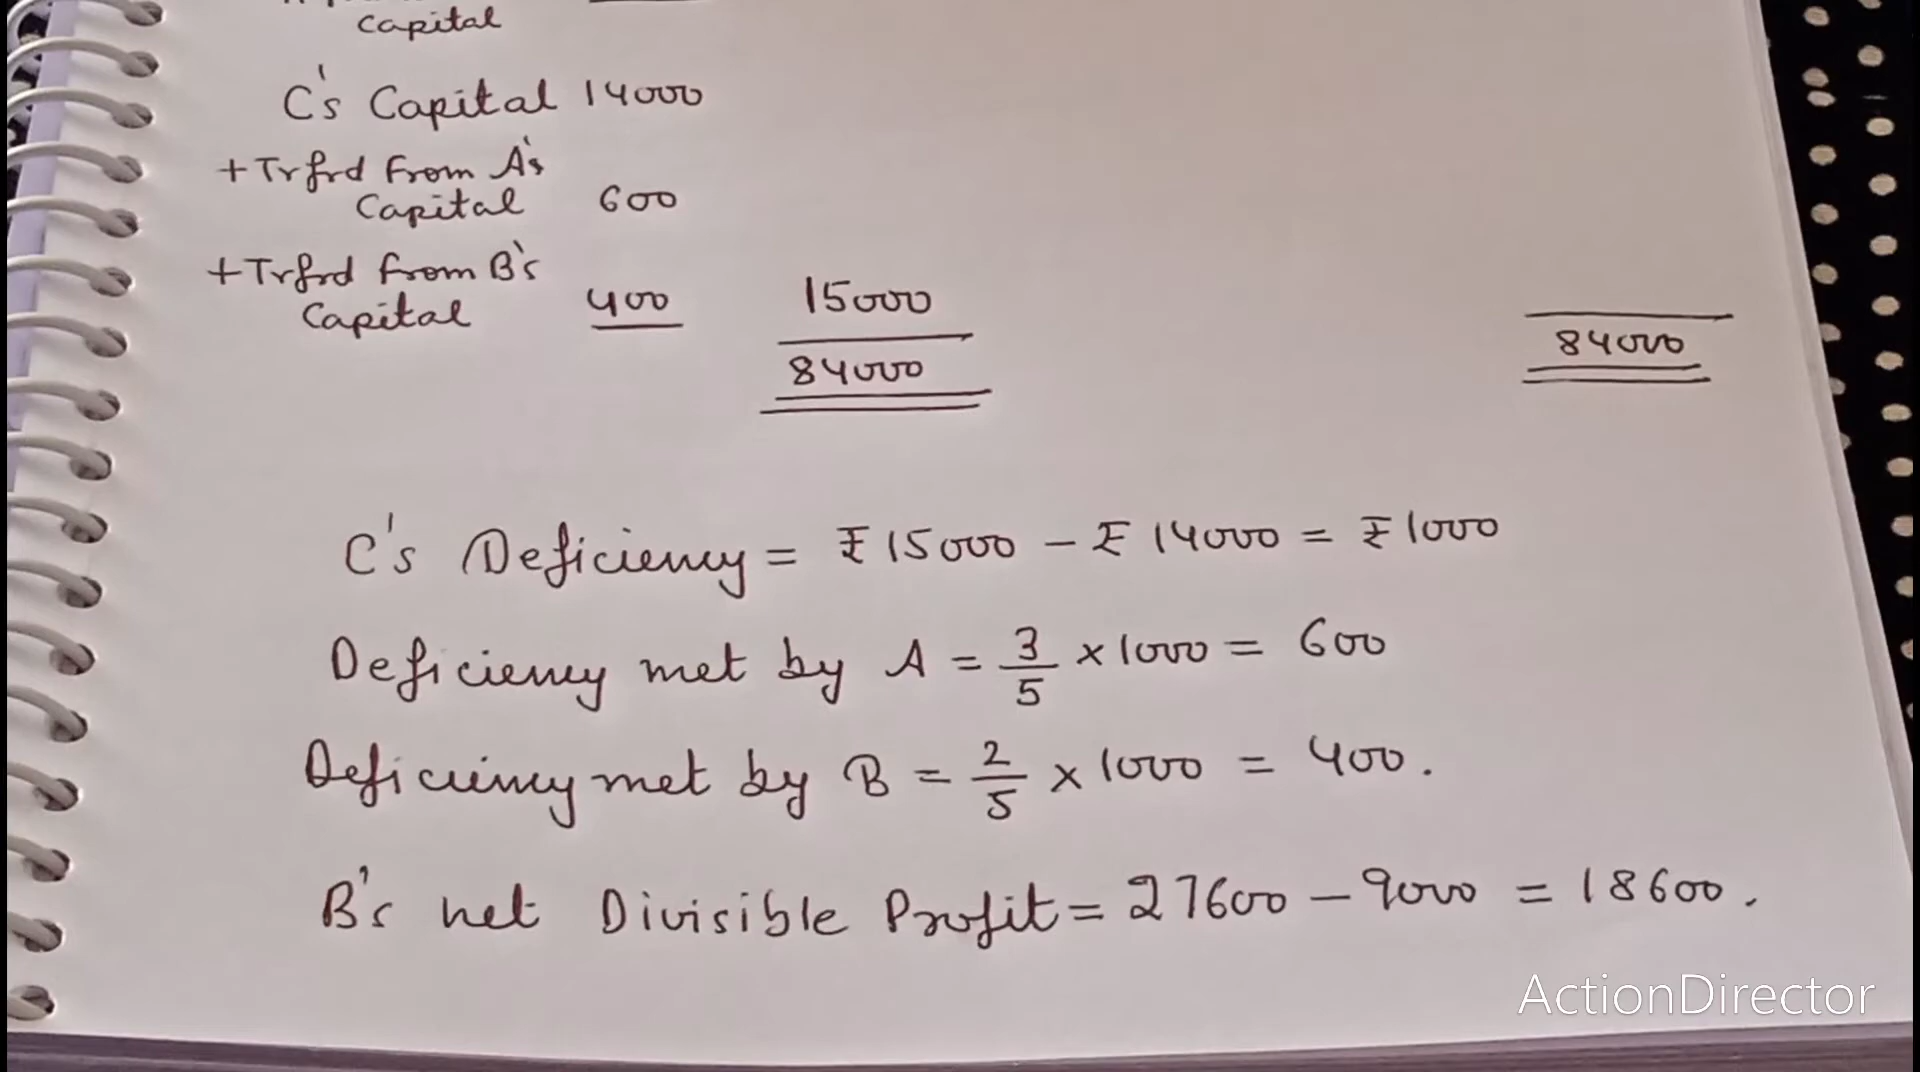 Capital
C's Capital 14000
+Trfrd from A's
Capital 600
+Trfrd from B's
Capital 400 15000
84000 84000
C's Deficiency = ₹15000 - ₹14000 = ₹1000
Deficiency met by A = 3/5 × 1000 = 600
Deficiency met by B = 2/5 × 1000 = 400.
B's net Divisible Profit = 27600 - 9000 = 18600.
ActionDirector